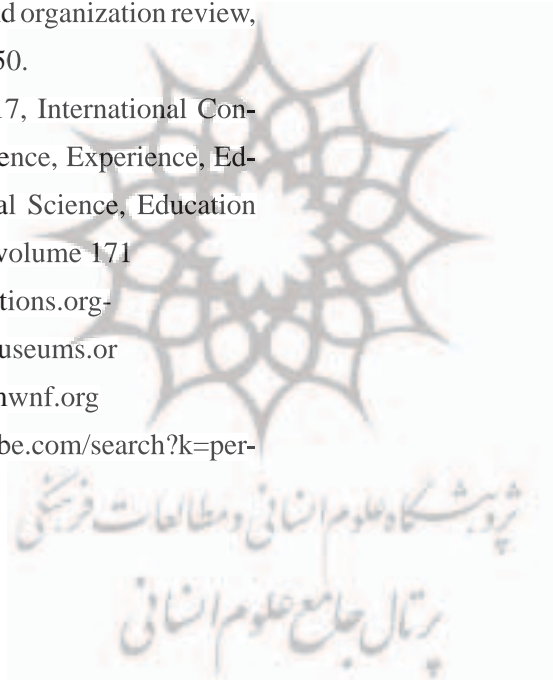 d organization review,
50.
17, International Con-
ence, Experience, Ed-
al Science, Education
volume 171
tions.org-
useums.or
nwnf.org
be.com/search?k=per-
پژوهشگاه علوم انسانی و مطالعات فرهنگی
پرتال جامع علوم انسانی